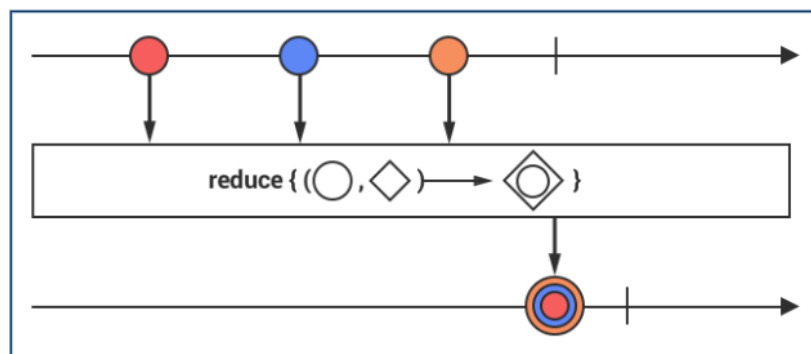 reduce { ( , ) }